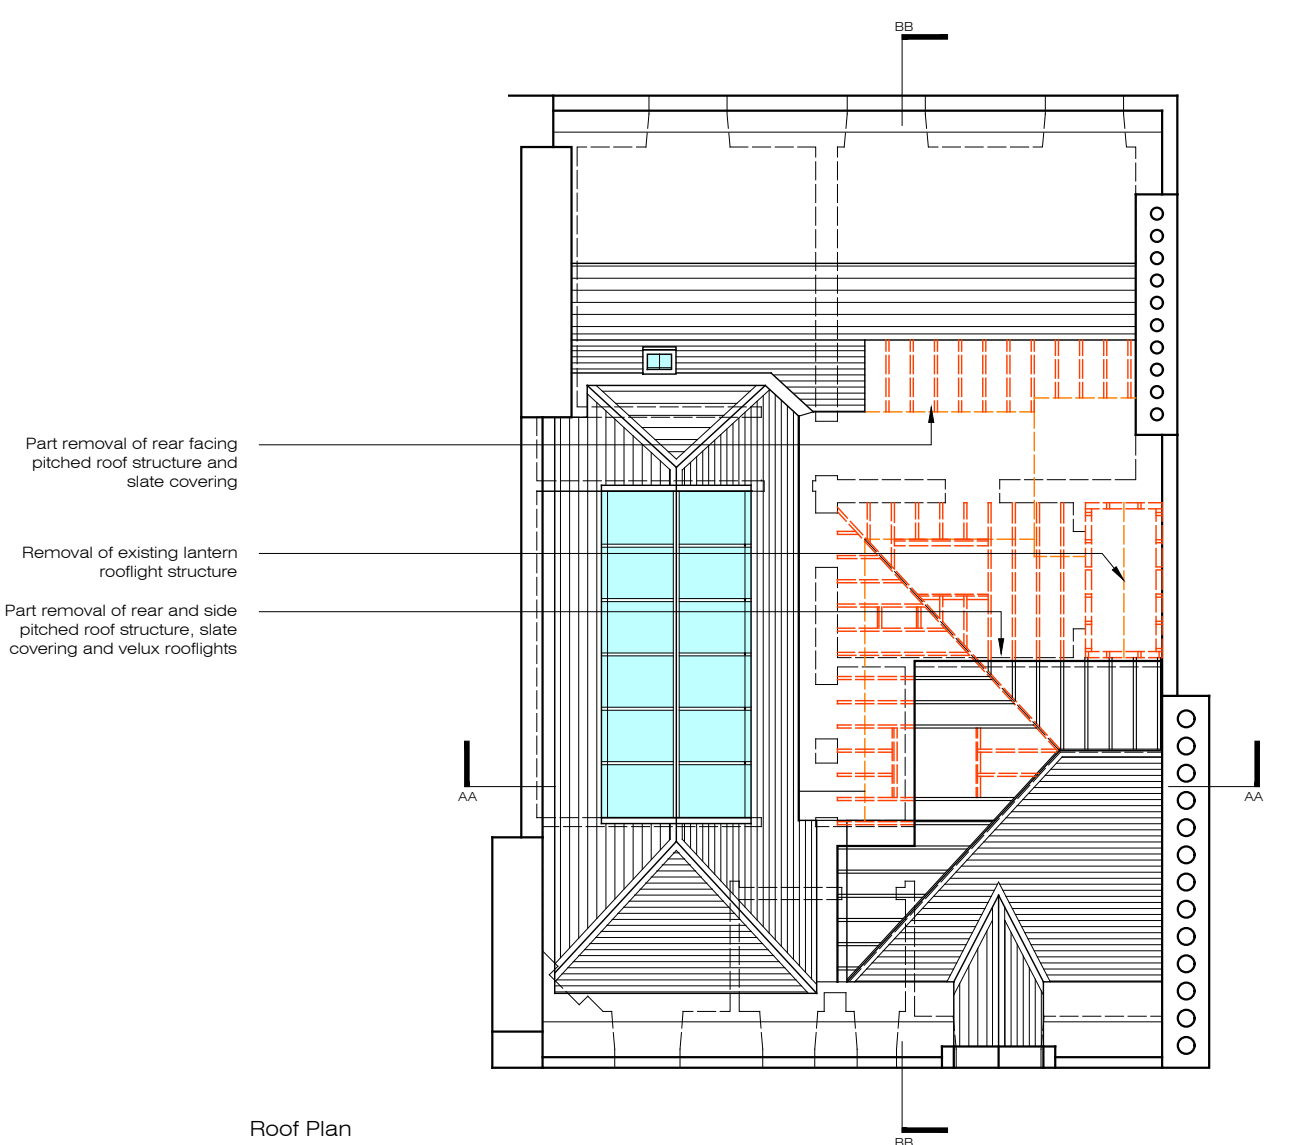 BB
Part removal of rear facing
pitched roof structure and
slate covering
Removal of existing lantern
rooflight structure
Part removal of rear and side
pitched roof structure, slate
covering and velux rooflights
AA
AA
Roof Plan
BB